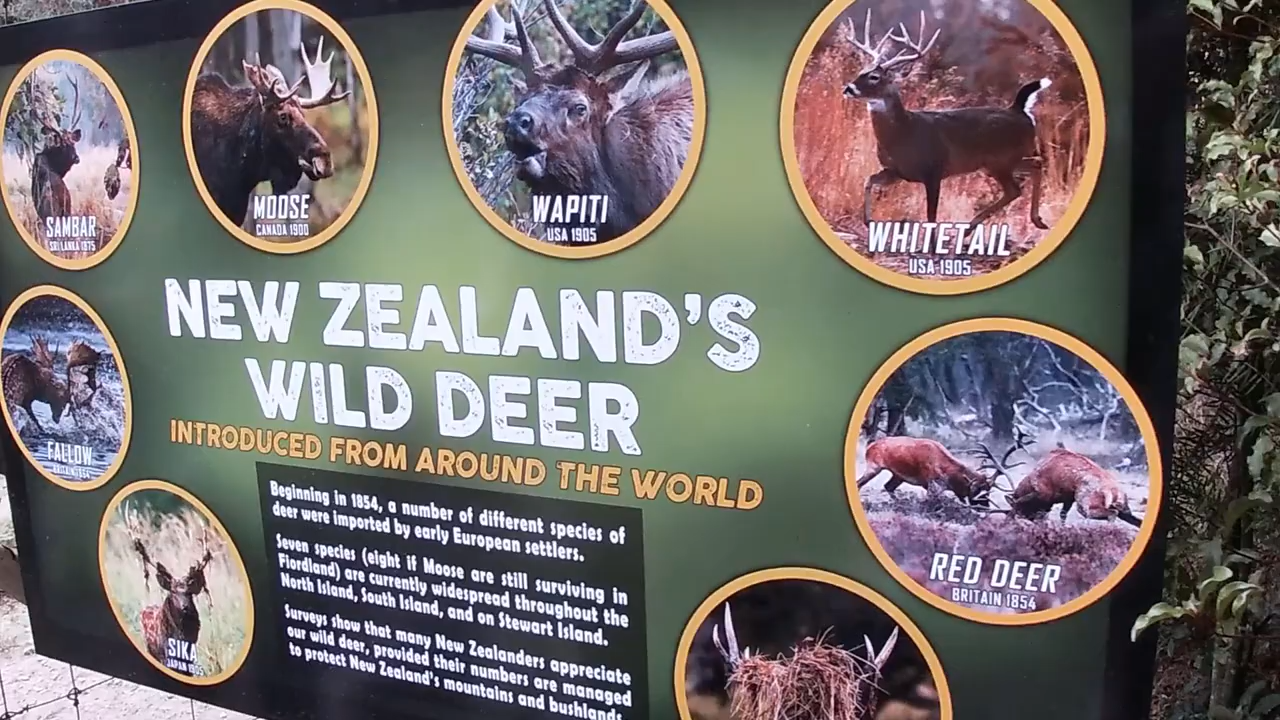 SAMBAR
SRI LANKA 1875
MOOSE
CANADA 1900
WAPITI
USA 1905
WHITETAIL
USA 1905
NEW ZEALAND'S
WILD DEER
INTRODUCED FROM AROUND THE WORLD
FALLOW
BRITAIN 1864
RED DEER
BRITAIN 1854
SIKA
JAPAN
Beginning in 1854, a number of different species of
deer were imported by early European settlers.
Seven species (eight if Moose are still surviving in
Fiordland) are currently widespread throughout the
North Island, South Island, and on Stewart Island.
Surveys show that many New Zealanders appreciate
our wild deer, provided their numbers are managed
to protect New Zealand's mountains and bushlands